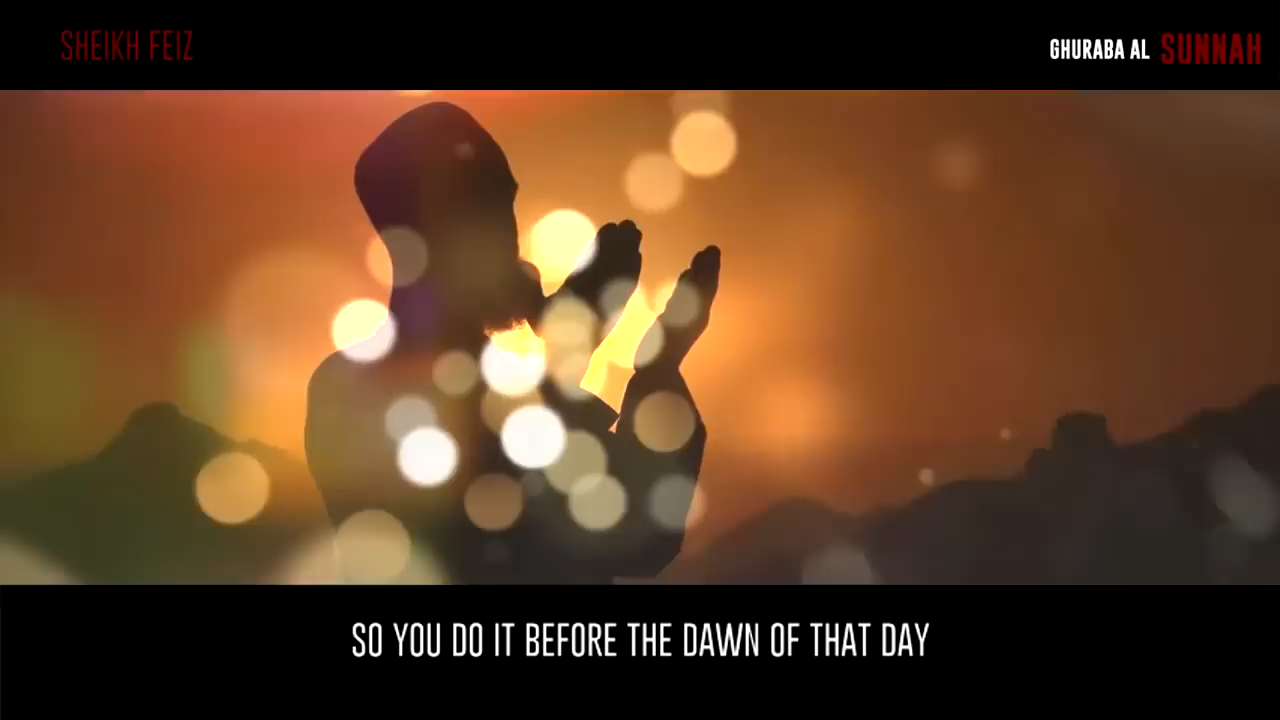 SHEIKH FEIZ
GHURABA AL SUNNAH
SO YOU DO IT BEFORE THE DAWN OF THAT DAY